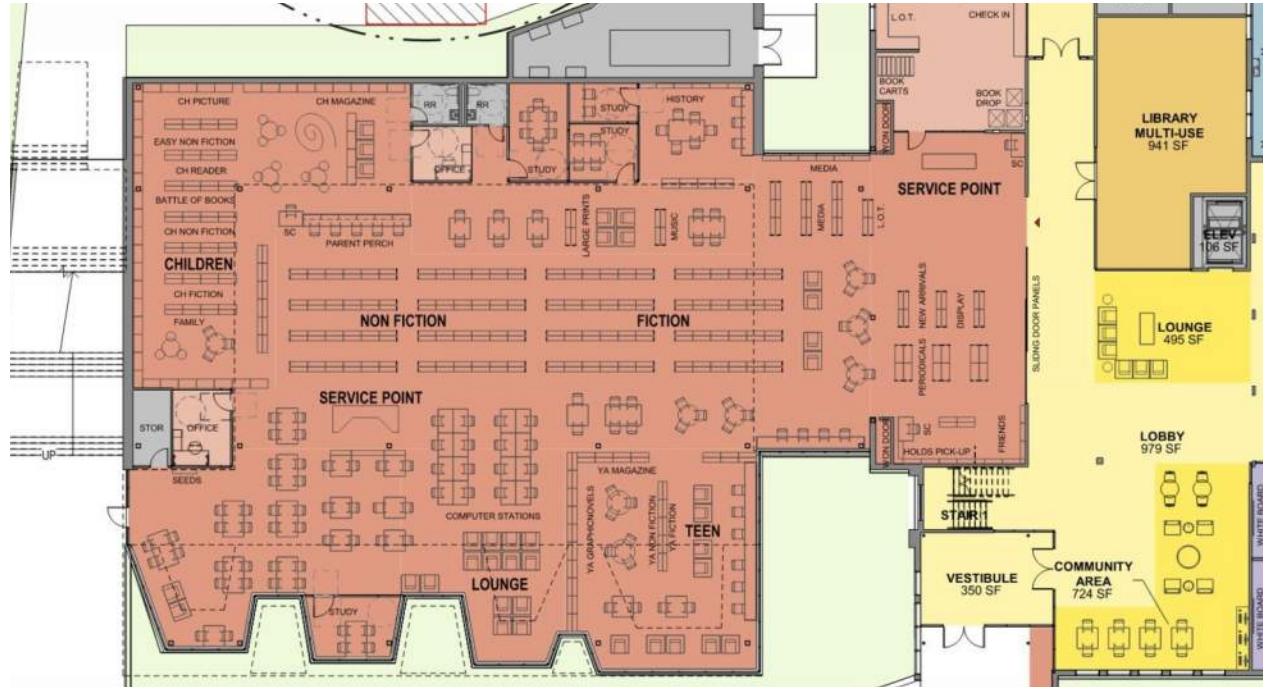 L.O.T.
CHECK IN
BOOK
CARTS
BOOK
DROP
WON DOOR
LIBRARY
MULTI-USE
941 SF
ELEV
106 SF
CH PICTURE
CH MAGAZINE
RR
RR
STUDY
HISTORY
EASY NON FICTION
STUDY
OFFICE
STUDY
CH READER
MEDIA
SC
SERVICE POINT
BATTLE OF BOOKS
LARGE PRINTS
MUSIC
MEDIA
L.O.T.
CH NON FICTION
SC
PARENT PERCH
CHILDREN
CH FICTION
FAMILY
NON FICTION
FICTION
NEW ARRIVALS
DISPLAY
SLIDING DOOR PANELS
LOUNGE
495 SF
PERIODICALS
SERVICE POINT
STOR
OFFICE
WON DOOR
SC
HOLDS PICK-UP
FRIENDS
LOBBY
979 SF
UP
SEEDS
YA MAGAZINE
COMPUTER STATIONS
YA GRAPHICNOVELS
YA NON FICTION
YA FICTION
TEEN
STAIR 1
WHITE BOARD
LOUNGE
STUDY
VESTIBULE
350 SF
COMMUNITY
AREA
724 SF
WHITE BOARD